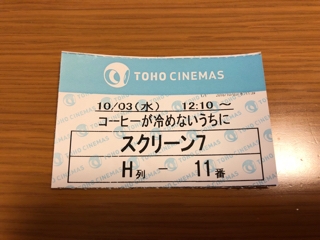 TOHO CINEMAS
10/03(水) 12:10～
コーヒーが冷めないうちに
スクリーン7
H列 － 11番